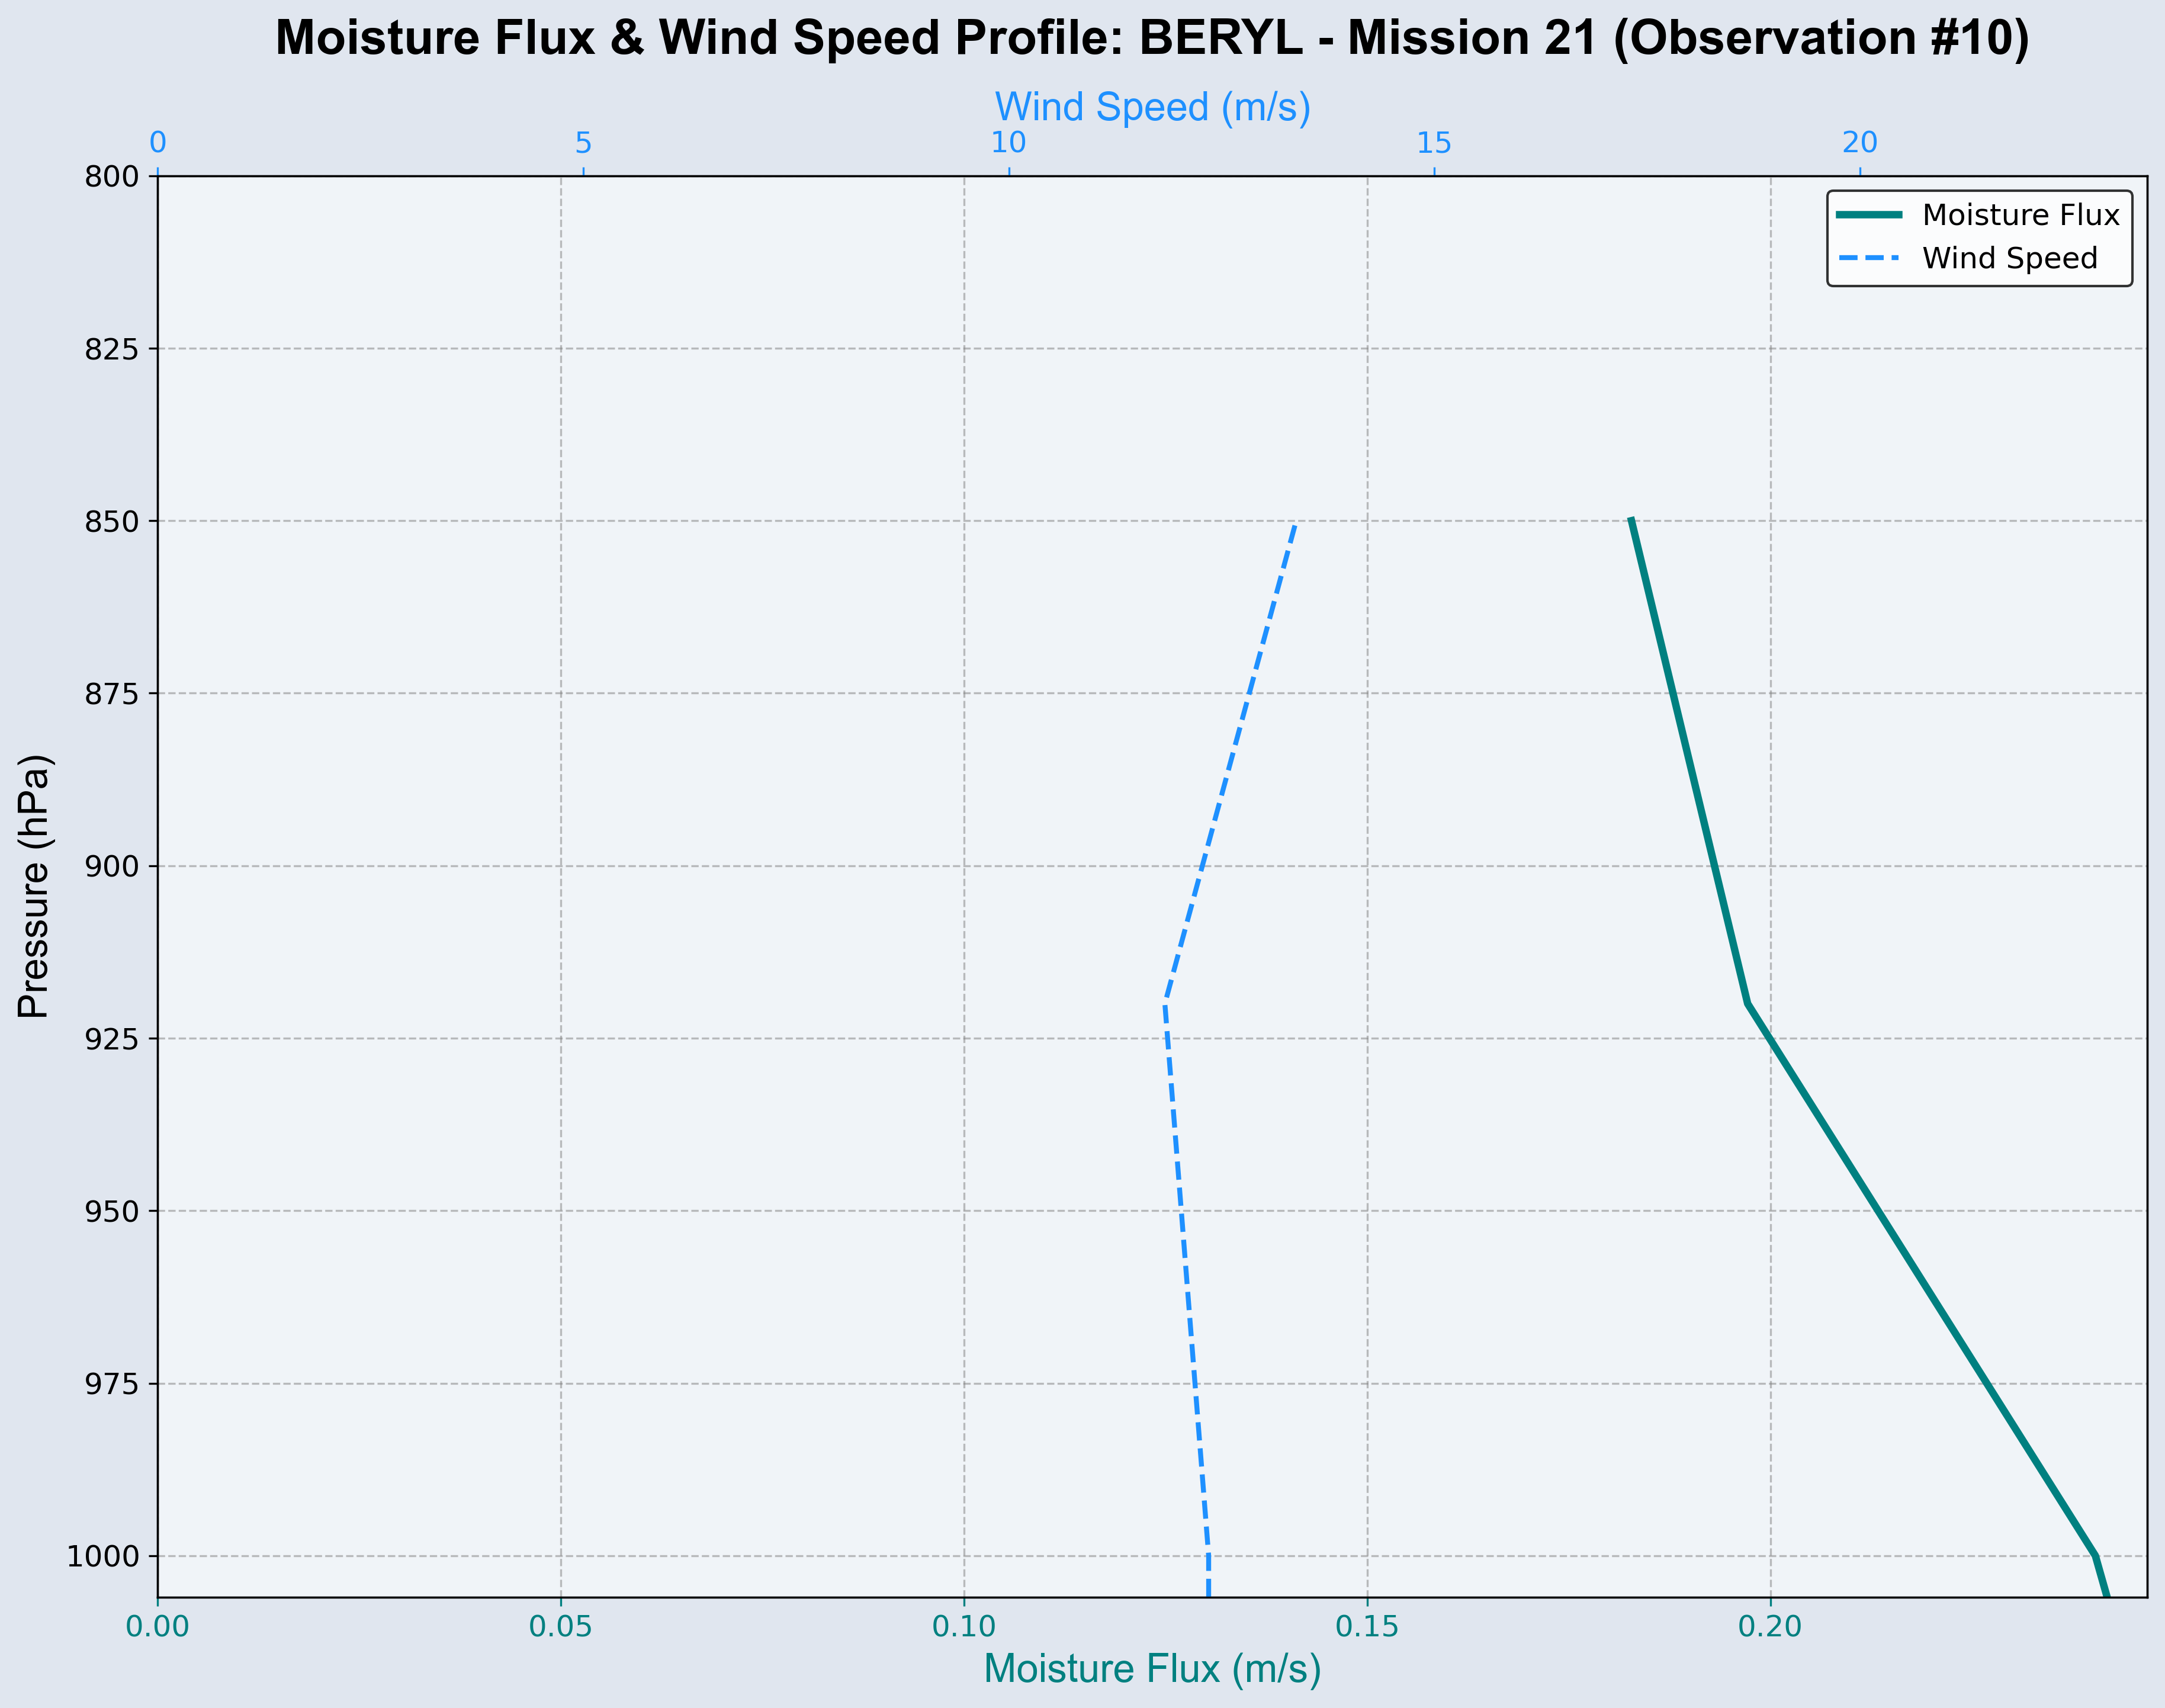 Moisture Flux & Wind Speed Profile: BERYL - Mission 21 (Observation #10)
Wind Speed (m/s)
0 5 10 15 20
Moisture Flux
Wind Speed
Pressure (hPa)
800
825
850
875
900
925
950
975
1000
0.00 0.05 0.10 0.15 0.20
Moisture Flux (m/s)